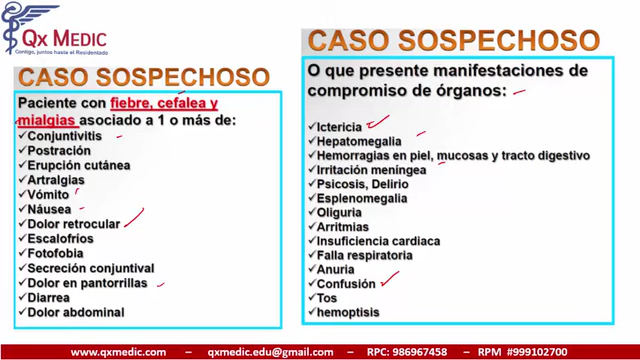 Qx MEDIC
Contigo, juntos hasta el Residentado
CASO SOSPECHOSO
Paciente con fiebre, cefalea y
mialgias asociado a 1 o más de:
✓Conjuntivitis
✓Postración
✓Erupción cutánea
✓Artralgias
✓Vómito
✓Náusea
✓Dolor retrocular
✓Escalofríos
✓Fotofobia
✓Secreción conjuntival
✓Dolor en pantorrillas
✓Diarrea
✓Dolor abdominal
CASO SOSPECHOSO
O que presente manifestaciones de
compromiso de órganos:
✓Ictericia
✓Hepatomegalia
✓Hemorragias en piel, mucosas y tracto digestivo
✓Irritación meníngea
✓Psicosis, Delirio
✓Esplenomegalia
✓Oliguria
✓Arritmias
✓Insuficiencia cardiaca
✓Falla respiratoria
✓Anuria
✓Confusión
✓Tos
✓hemoptisis
www.qxmedic.com – qxmedic.edu@gmail.com – RPC: 986967458 – RPM #999102700